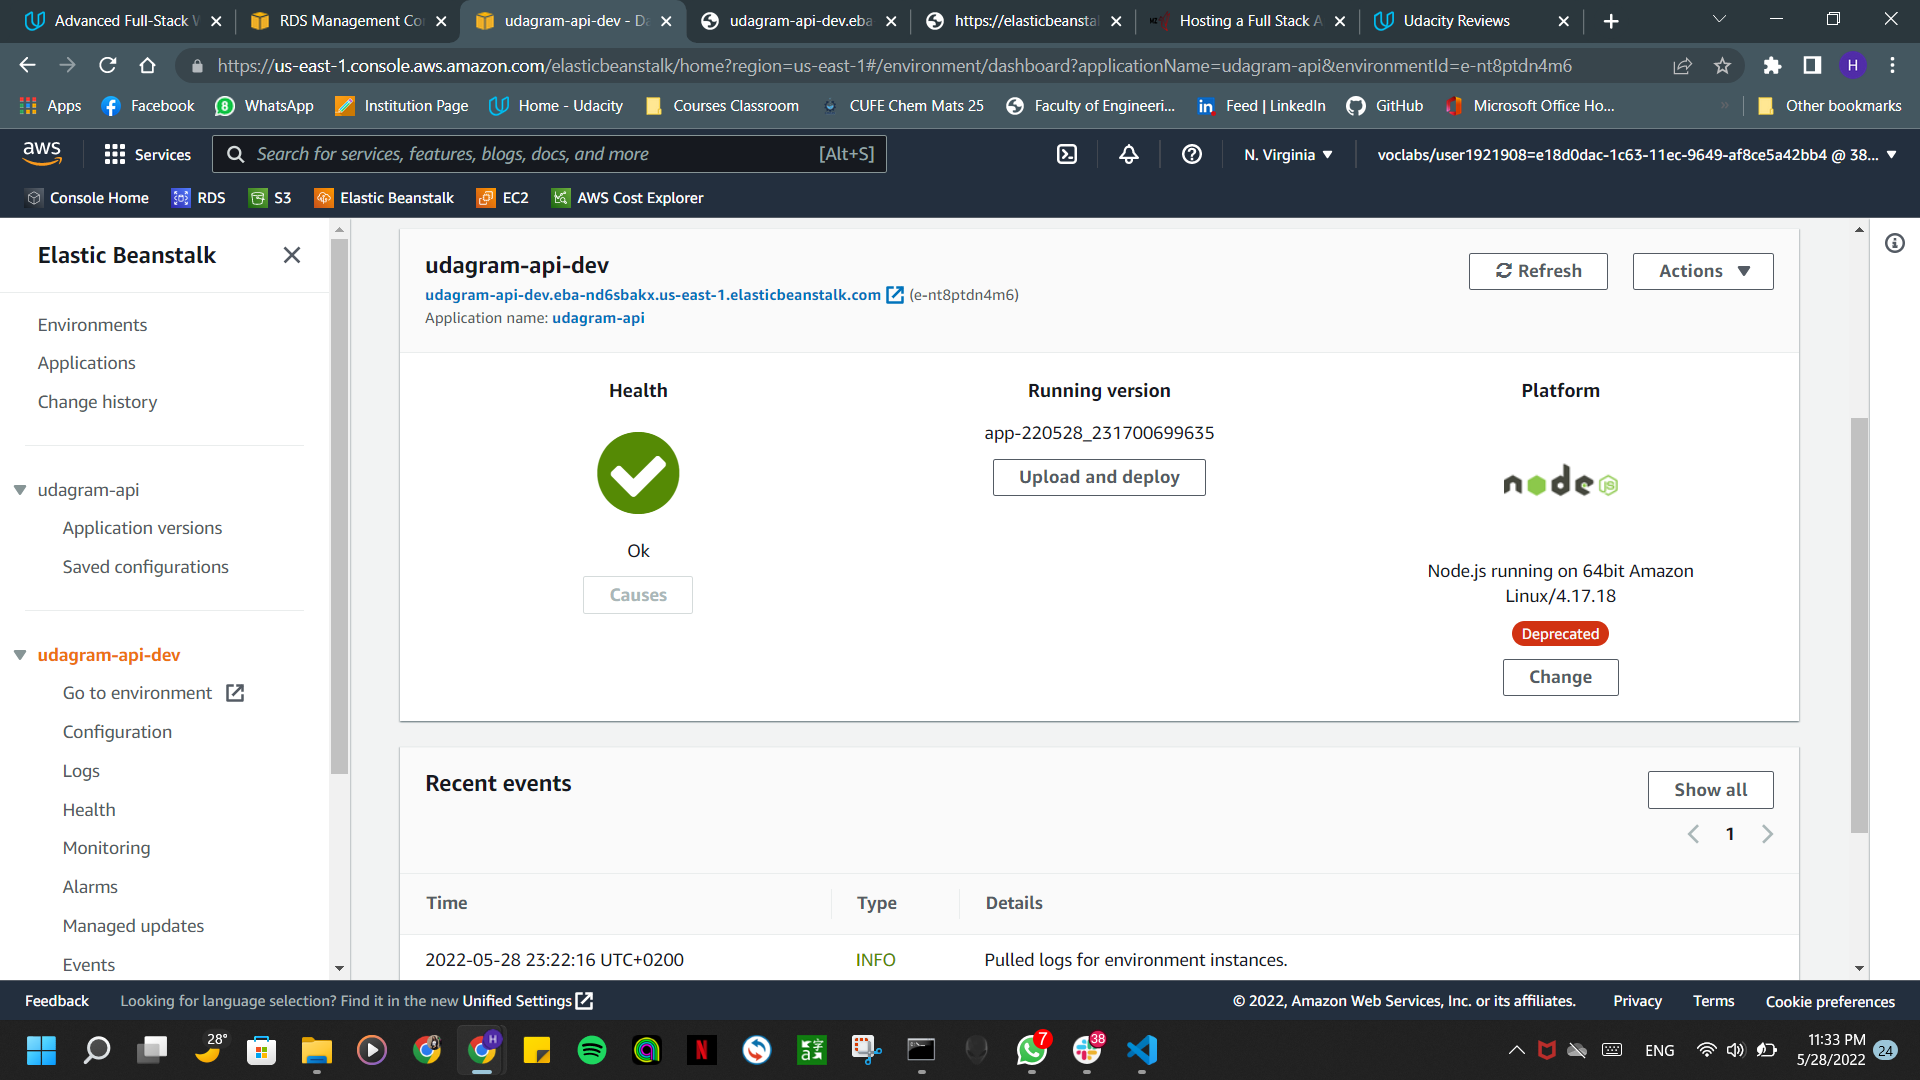 Advanced Full-Stack
RDS Management Co
udagram-api-dev - Da
udagram-api-dev.eba
https://elasticbeansta
Hosting a Full Stack A
Udacity Reviews
https://us-east-1.console.aws.amazon.com/elasticbeanstalk/home?region=us-east-1#/environment/dashboard?applicationName=udagram-api&environmentId=e-nt8ptdn4m6
H
Apps
Facebook
WhatsApp
Institution Page
Home - Udacity
Courses Classroom
CUFE Chem Mats 25
Faculty of Engineeri...
Feed | LinkedIn
GitHub
Microsoft Office Ho...
Other bookmarks
aws
Services
Search for services, features, blogs, docs, and more
[Alt+S]
N. Virginia
voclabs/user1921908=e18d0dac-1c63-11ec-9649-af8ce5a42bb4 @ 38...
Console Home
RDS
S3
Elastic Beanstalk
EC2
AWS Cost Explorer
Elastic Beanstalk
Environments
Applications
Change history
udagram-api
Application versions
Saved configurations
udagram-api-dev
Go to environment
Configuration
Logs
Health
Monitoring
Alarms
Managed updates
Events
udagram-api-dev
udagram-api-dev.eba-nd6sbakx.us-east-1.elasticbeanstalk.com (e-nt8ptdn4m6)
Application name: udagram-api
Refresh
Actions
Health
Ok
Causes
Running version
app-220528_231700699635
Upload and deploy
Platform
node
JS
Node.js running on 64bit Amazon
Linux/4.17.18
Deprecated
Change
Recent events
Show all
1
Time
Type
Details
2022-05-28 23:22:16 UTC+0200
INFO
Pulled logs for environment instances.
Feedback
Looking for language selection? Find it in the new Unified Settings
© 2022, Amazon Web Services, Inc. or its affiliates.
Privacy
Terms
Cookie preferences
28°
H
N
7
38
ENG
11:33 PM
5/28/2022
24